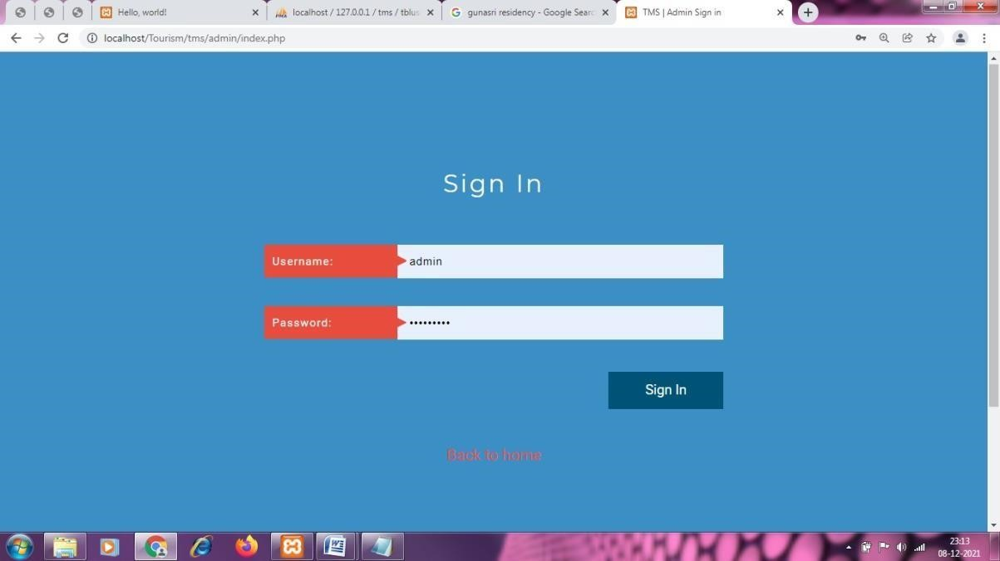 Hello, world!
localhost / 127.0.0.1 / tms / tblus
gunasri residency - Google Searc
TMS | Admin Sign in
localhost/Tourism/tms/admin/index.php
Sign In
Username:
admin
Password:
•••••••••
Sign In
Back to home
23:13
08-12-2021